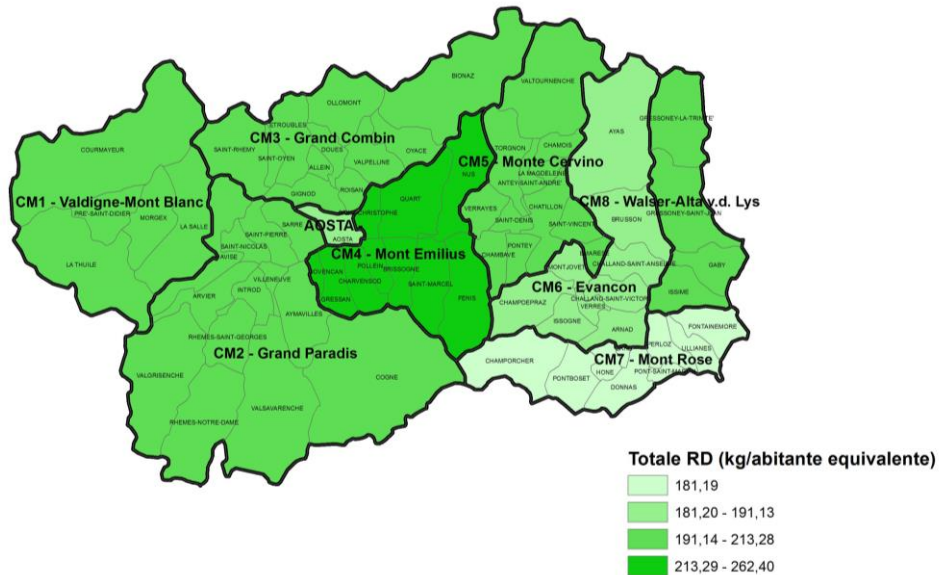 BIONAZ
VALTOURNENCHE
OLLOMONT
GRESSONEY-LA-TRINITE'
ETROUBLES
AYAS
CM3 - Grand Combin
COURMAYEUR
SAINT-RHEMY
DOUES
TORGNON
CHAMOIS
SAINT-OYEN
ALLEIN
VALPELLINE
OYACE
CM5 - Monte Cervino
NUS
LA MAGDELEINE
ANTEY-SAINT-ANDRE'
GIGNOD
ROISAN
QUART
CM1 - Valdigne-Mont Blanc
CM8 - Walser-Alta v.d. Lys
PRE'-SAINT-DIDIER
MORGEX
LA SALLE
CHRISTOPHE
VERRAYES
CHATILLON
GRESSONEY-SAINT-JEAN
SAINT-DENIS
SAINT-VINCENT
BRUSSON
SARRE
AOSTA
AOSTA
SAINT-PIERRE
SAINT-NICOLAS
PONTEY
CM4 - Mont Emilius
CHAMBAVE
AVISE
LA THUILE
POLLEIN
BRISSOGNE
MONTJOVET
CHALLAND-SAINT-ANSELME
GABY
VILLENEUVE
CHARVENSOD
SAINT-MARCEL
CM6 - Evancon
ISSIME
ARVIER
INTROD
GRESSAN
FENIS
CHAMPDEPRAZ
CHALLAND-SAINT-VICTOR
VERRES
AYMAVILLES
ISSOGNE
ARNAD
PONTAINEMORE
RHEMES-SAINT-GEORGES
PERLOZ
LILLIANES
CM2 - Grand Paradis
CHAMPORCHER
CM7 - Mont Rose
VALGRISENCHE
COGNE
PONTBOSET
HONE
DONNAS
VALSAVARENCHE
RHEMES-NOTRE-DAME
Totale RD (kg/abitante equivalente)
181,19
181,20 - 191,13
191,14 - 213,28
213,29 - 262,40